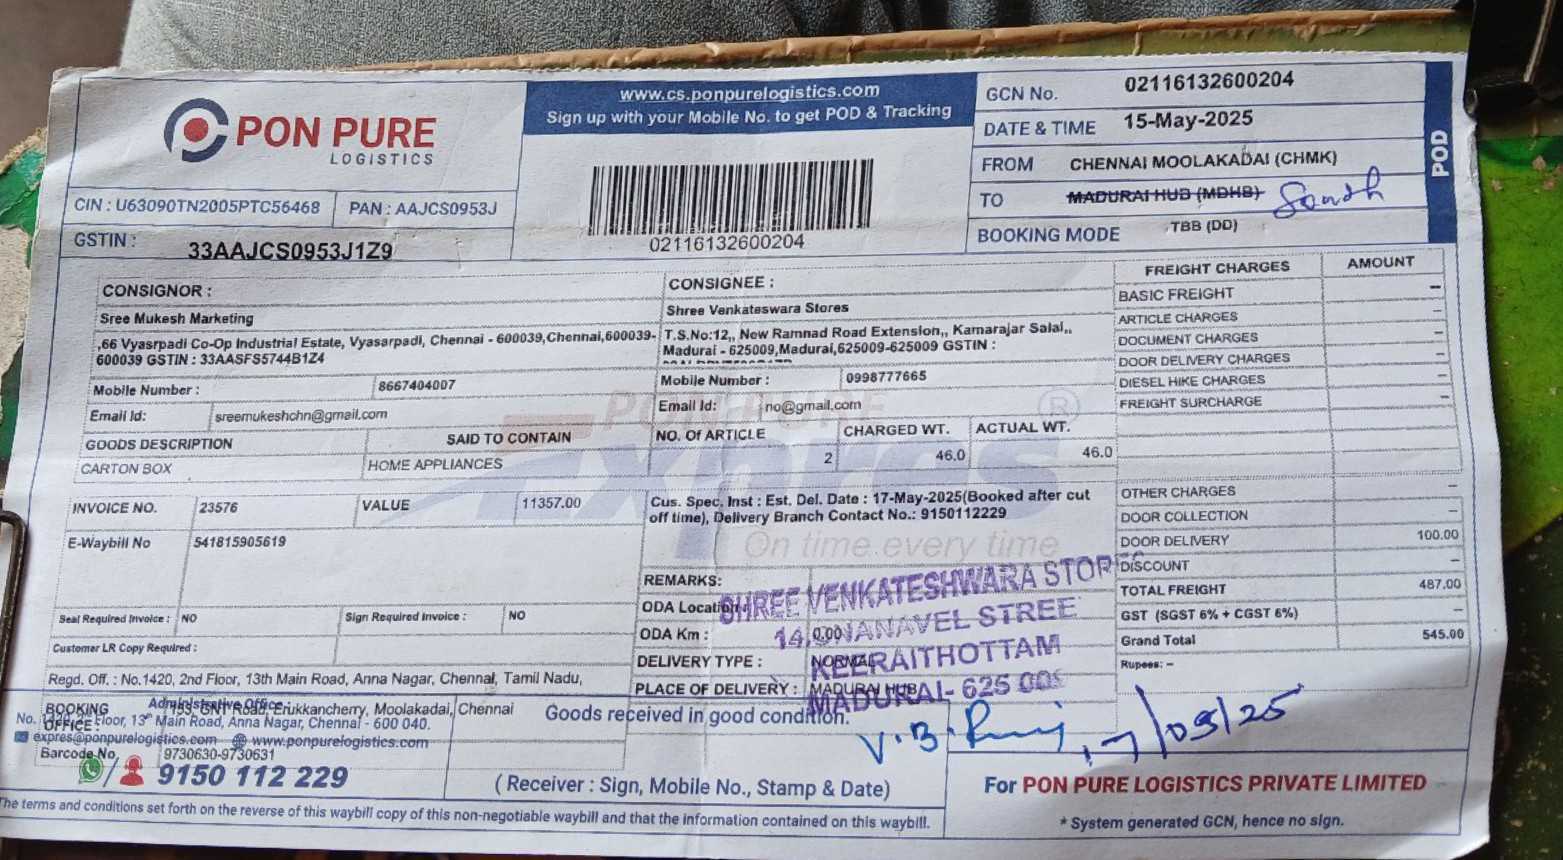 PON PURE
LOGISTICS
www.cs.ponpurelogistics.com
Sign up with your Mobile No. to get POD & Tracking
02116132600204
GCN No. 02116132600204
DATE & TIME 15-May-2025
FROM CHENNAI MOOLAKADAI (CHMK)
TO MADURAI HUB (MDHB) South
BOOKING MODE TBB (DD)
POD
CIN : U63090TN2005PTC56468 PAN : AAJCS0953J
GSTIN : 33AAJCS0953J1Z9
CONSIGNOR :
Sree Mukesh Marketing
,66 Vyasrpadi Co-Op Industrial Estate, Vyasarpadi, Chennai - 600039,Chennai,600039-
600039 GSTIN : 33AASFS5744B1Z4
Mobile Number : 8667404007
Email Id: sreemukeshchn@gmail.com
CONSIGNEE :
Shree Venkateswara Stores
T.S.No:12,, New Ramnad Road Extension,, Kamarajar Salai,,
Madurai - 625009,Madurai,625009-625009 GSTIN :
Mobile Number : 0998777665
Email Id: no@gmail.com
GOODS DESCRIPTION SAID TO CONTAIN NO. Of ARTICLE CHARGED WT. ACTUAL WT.
CARTON BOX HOME APPLIANCES 2 46.0 46.0
PON PURE
Expres
®
On time.every time
INVOICE NO. 23576 VALUE 11357.00
E-Waybill No 541815905619
Seal Required Invoice : NO Sign Required Invoice : NO
Customer LR Copy Required :
Cus. Spec. Inst : Est. Del. Date : 17-May-2025(Booked after cut
off time), Delivery Branch Contact No.: 9150112229
REMARKS:
ODA Location
ODA Km : 0.00
DELIVERY TYPE : NORMAL
PLACE OF DELIVERY : MADURAI HUB
SHREE VENKATESHWARA STORES
KEERAITHOTTAM
MADURAI- 625 009
FREIGHT CHARGES AMOUNT
BASIC FREIGHT -
ARTICLE CHARGES -
DOCUMENT CHARGES -
DOOR DELIVERY CHARGES -
DIESEL HIKE CHARGES -
FREIGHT SURCHARGE -
OTHER CHARGES -
DOOR COLLECTION -
DOOR DELIVERY 100.00
DISCOUNT -
TOTAL FREIGHT 487.00
GST (SGST 6% + CGST 6%) -
Grand Total 545.00
Rupees: -
Regd. Off. : No.1420, 2nd Floor, 13th Main Road, Anna Nagar, Chennai, Tamil Nadu,
BOOKING OFFICE : 193, GNT Road, Erukkancherry, Moolakadai, Chennai
Administrative Office :
No. 1420, 2nd Floor, 13th Main Road, Anna Nagar, Chennai - 600 040.
expres@ponpurelogistics.com www.ponpurelogistics.com
Barcode No 9730630-9730631
9150 112 229
Goods received in good condition.
17/05/25
(Receiver : Sign, Mobile No., Stamp & Date)
For PON PURE LOGISTICS PRIVATE LIMITED
The terms and conditions set forth on the reverse of this waybill copy of this non-negotiable waybill and that the information contained on this waybill.
* System generated GCN, hence no sign.